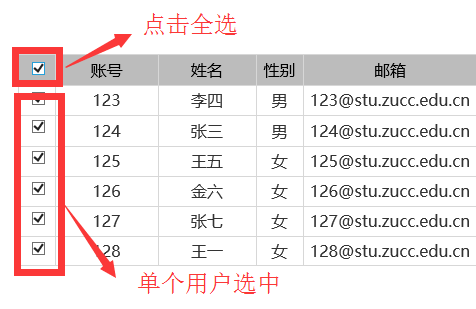 点击全选
账号 姓名 性别 邮箱
123 李四 男 123@stu.zucc.edu.cn
124 张三 男 124@stu.zucc.edu.cn
125 王五 女 125@stu.zucc.edu.cn
126 金六 女 126@stu.zucc.edu.cn
127 张七 女 127@stu.zucc.edu.cn
128 王一 女 128@stu.zucc.edu.cn
单个用户选中